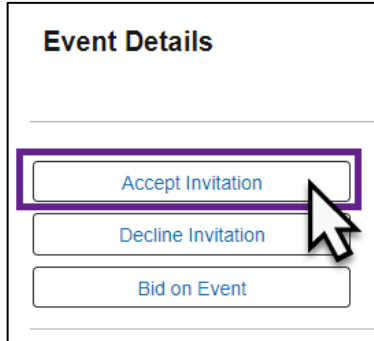 Event Details
Accept Invitation
Decline Invitation
Bid on Event